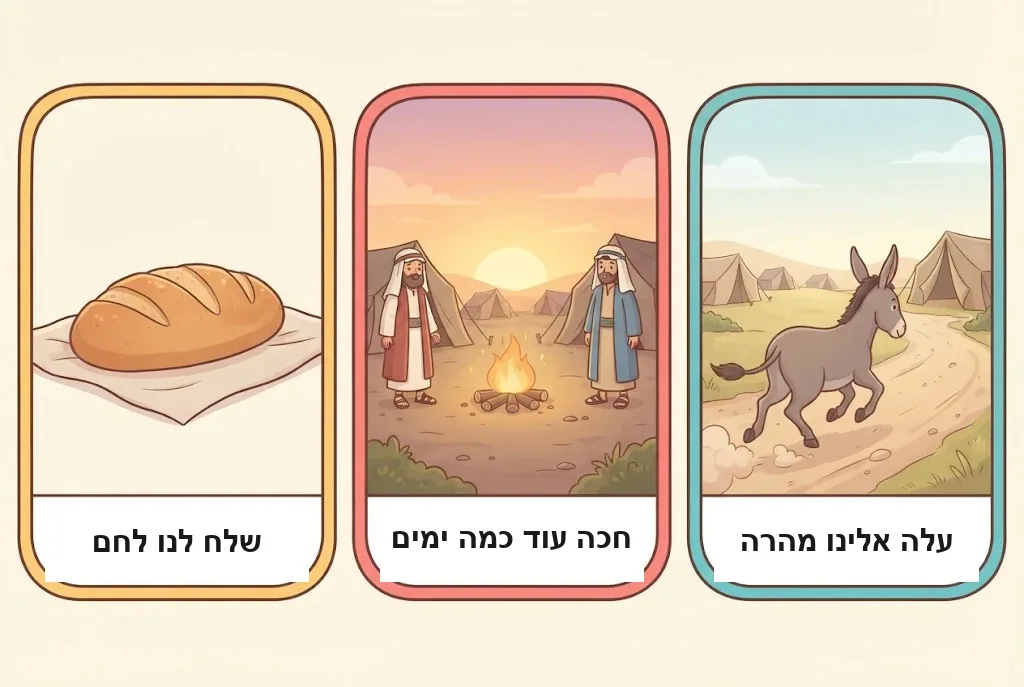 עלה אלינו מהרה
חכה עוד כמה ימים
שלח לנו לחם